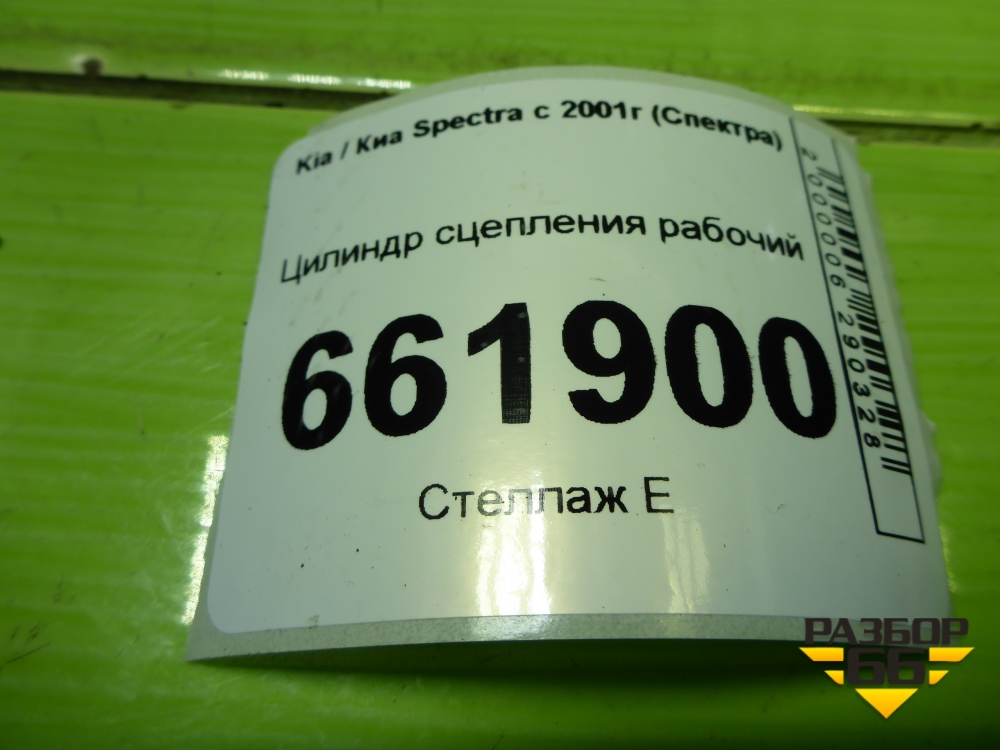 Kia / Киа Spectra с 2001г (Спектра)
Цилиндр сцепления рабочий
661900
Стеллаж Е
2000006290328
РАЗБОР
66